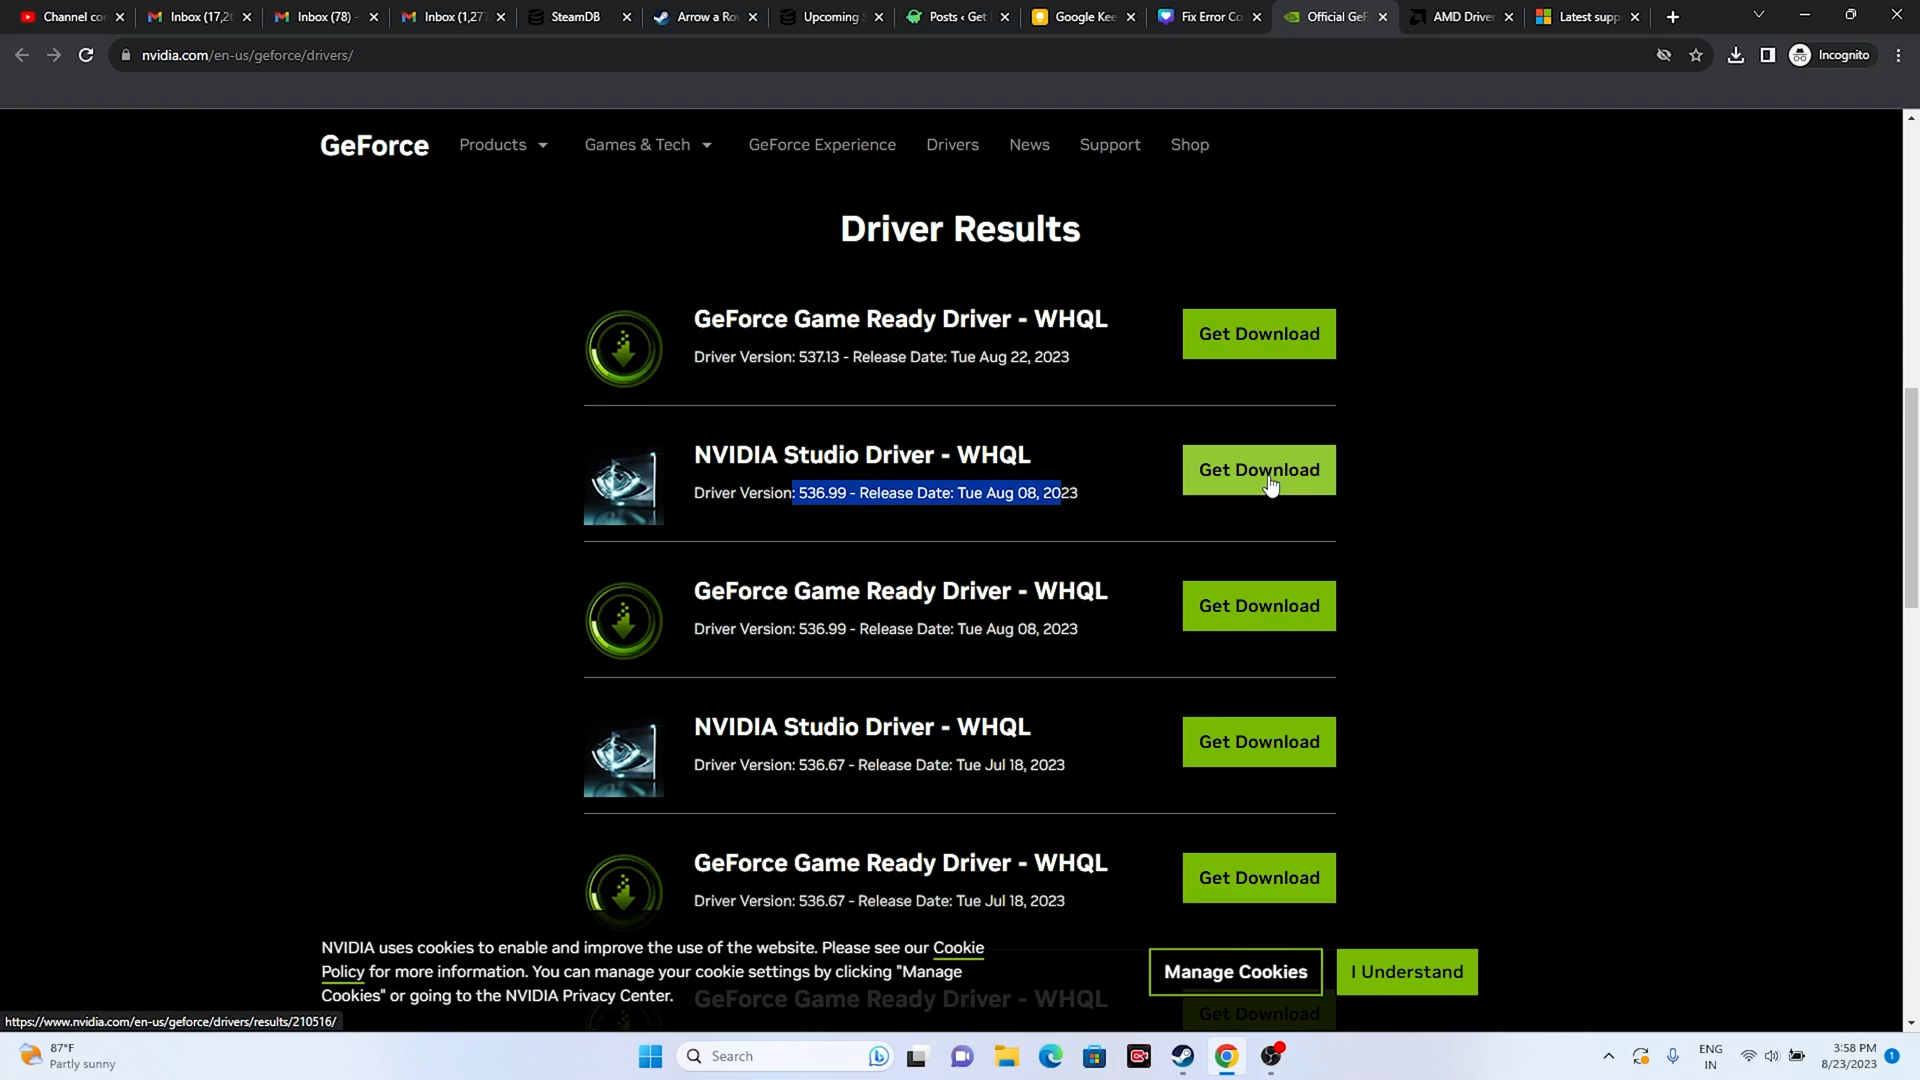 Channel co
Inbox (17,2
Inbox (78) -
Inbox (1,27
SteamDB
Arrow a Ro
Upcoming
Posts ‹ Get
Google Kee
Fix Error Co
Official GeF
AMD Driver
Latest supp
nvidia.com/en-us/geforce/drivers/
Incognito
GeForce
Products
Games & Tech
GeForce Experience
Drivers
News
Support
Shop
Driver Results
GeForce Game Ready Driver - WHQL
Driver Version: 537.13 - Release Date: Tue Aug 22, 2023
Get Download
NVIDIA Studio Driver - WHQL
Driver Version: 536.99 - Release Date: Tue Aug 08, 2023
Get Download
GeForce Game Ready Driver - WHQL
Driver Version: 536.99 - Release Date: Tue Aug 08, 2023
Get Download
NVIDIA Studio Driver - WHQL
Driver Version: 536.67 - Release Date: Tue Jul 18, 2023
Get Download
GeForce Game Ready Driver - WHQL
Driver Version: 536.67 - Release Date: Tue Jul 18, 2023
Get Download
NVIDIA uses cookies to enable and improve the use of the website. Please see our Cookie
Policy for more information. You can manage your cookie settings by clicking "Manage
Cookies" or going to the NVIDIA Privacy Center.
Manage Cookies
I Understand
GeForce Game Ready Driver - WHQL
Get Download
https://www.nvidia.com/en-us/geforce/drivers/results/210516/
87°F
Partly sunny
Search
ENG
IN
3:58 PM
8/23/2023
1